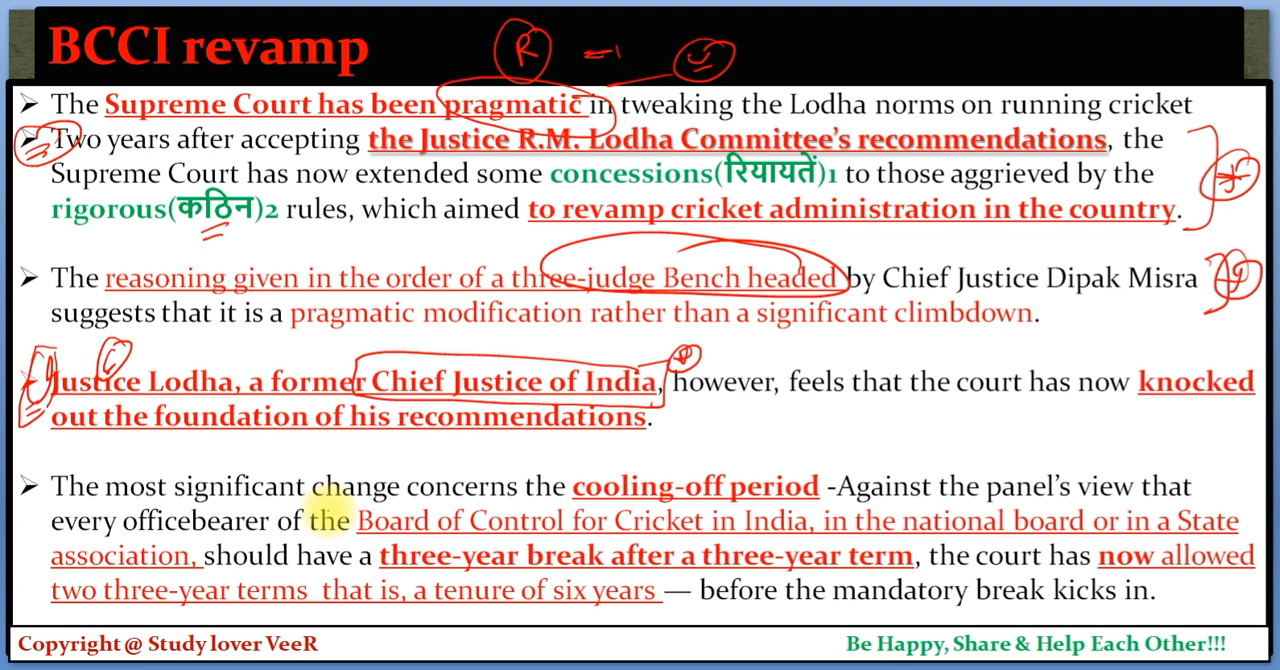 BCCI revamp
R
➢ The Supreme Court has been pragmatic in tweaking the Lodha norms on running cricket
➢ Two years after accepting the Justice R.M. Lodha Committee's recommendations, the
Supreme Court has now extended some concessions(रियायतें)1 to those aggrieved by the
rigorous(कठिन)2 rules, which aimed to revamp cricket administration in the country.
➢ The reasoning given in the order of a three-judge Bench headed by Chief Justice Dipak Misra
suggests that it is a pragmatic modification rather than a significant climbdown.
➢ Justice Lodha, a former Chief Justice of India, however, feels that the court has now knocked
out the foundation of his recommendations.
➢ The most significant change concerns the cooling-off period -Against the panel's view that
every officebearer of the Board of Control for Cricket in India, in the national board or in a State
association, should have a three-year break after a three-year term, the court has now allowed
two three-year terms that is, a tenure of six years — before the mandatory break kicks in.
Copyright @ Study lover VeeR
Be Happy, Share & Help Each Other!!!